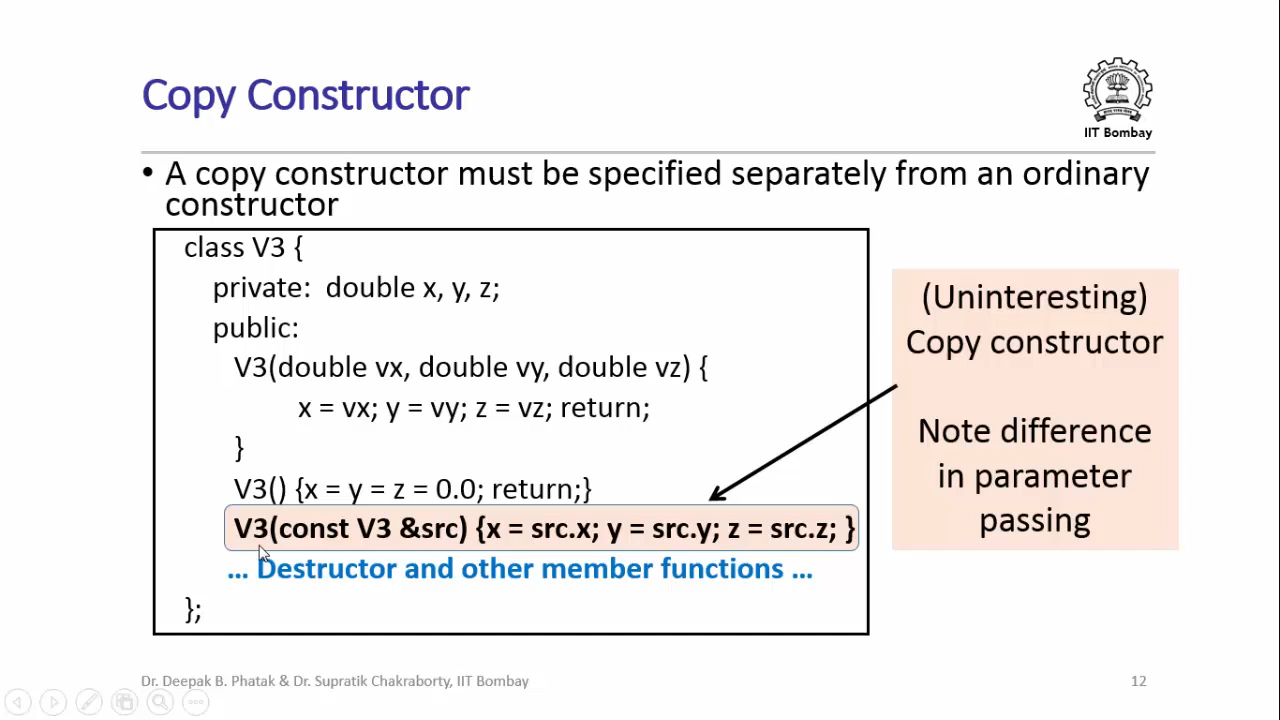 Copy Constructor
IIT Bombay
• A copy constructor must be specified separately from an ordinary
constructor
class V3 {
private: double x, y, z;
public:
V3(double vx, double vy, double vz) {
x = vx; y = vy; z = vz; return;
}
V3() {x = y = z = 0.0; return;}
V3(const V3 &src) {x = src.x; y = src.y; z = src.z; }
... Destructor and other member functions ...
};
(Uninteresting)
Copy constructor
Note difference
in parameter
passing
Dr. Deepak B. Phatak & Dr. Supratik Chakraborty, IIT Bombay
12